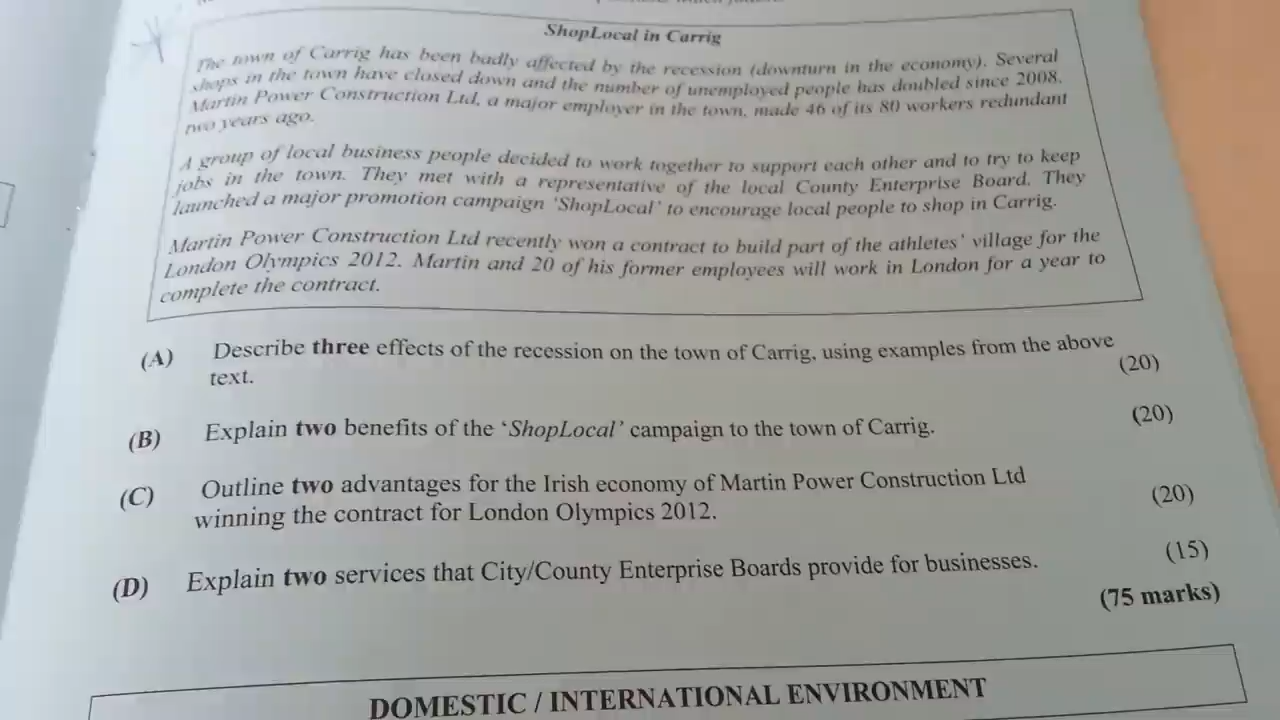 ShopLocal in Carrig
The town of Carrig has been badly affected by the recession (downturn in the economy). Several
shops in the town have closed down and the number of unemployed people has doubled since 2008.
Martin Power Construction Ltd, a major employer in the town, made 46 of its 80 workers redundant
two years ago.
A group of local business people decided to work together to support each other and to try to keep
jobs in the town. They met with a representative of the local County Enterprise Board. They
launched a major promotion campaign 'ShopLocal' to encourage local people to shop in Carrig.
Martin Power Construction Ltd recently won a contract to build part of the athletes' village for the
London Olympics 2012. Martin and 20 of his former employees will work in London for a year to
complete the contract.
(A) Describe three effects of the recession on the town of Carrig, using examples from the above
text. (20)
(B) Explain two benefits of the 'ShopLocal' campaign to the town of Carrig. (20)
(C) Outline two advantages for the Irish economy of Martin Power Construction Ltd
winning the contract for London Olympics 2012. (20)
(D) Explain two services that City/County Enterprise Boards provide for businesses. (15)
(75 marks)
DOMESTIC / INTERNATIONAL ENVIRONMENT